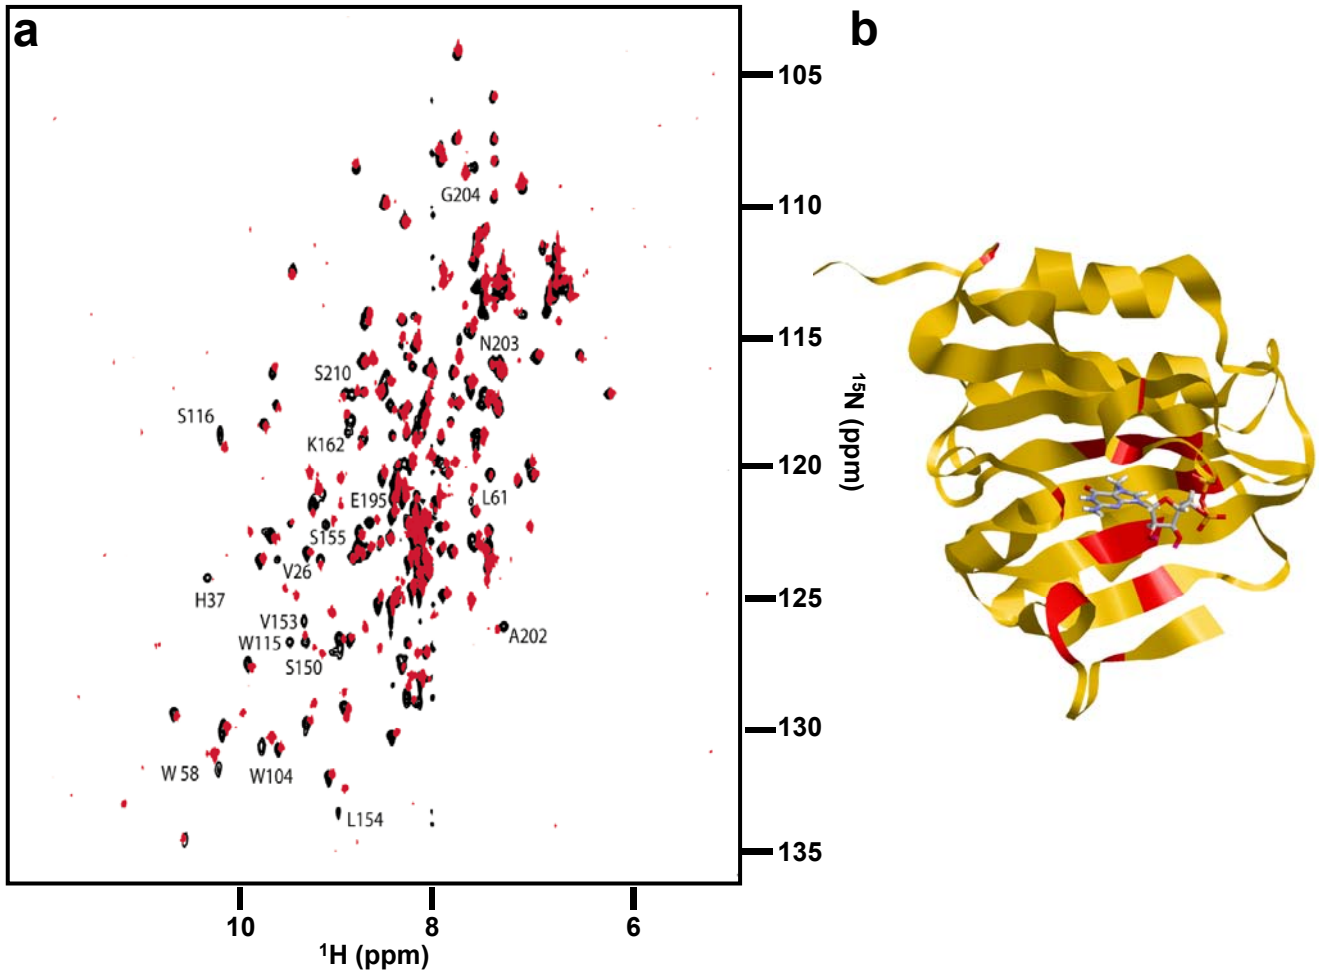 a
b
105
110
115
120
125
130
135
¹⁵N (ppm)
G204
N203
S210
S116
K162
E195
L61
S155
V26
H37
V153
W115
S150
A202
W 58
W104
L154
10
8
6
¹H (ppm)